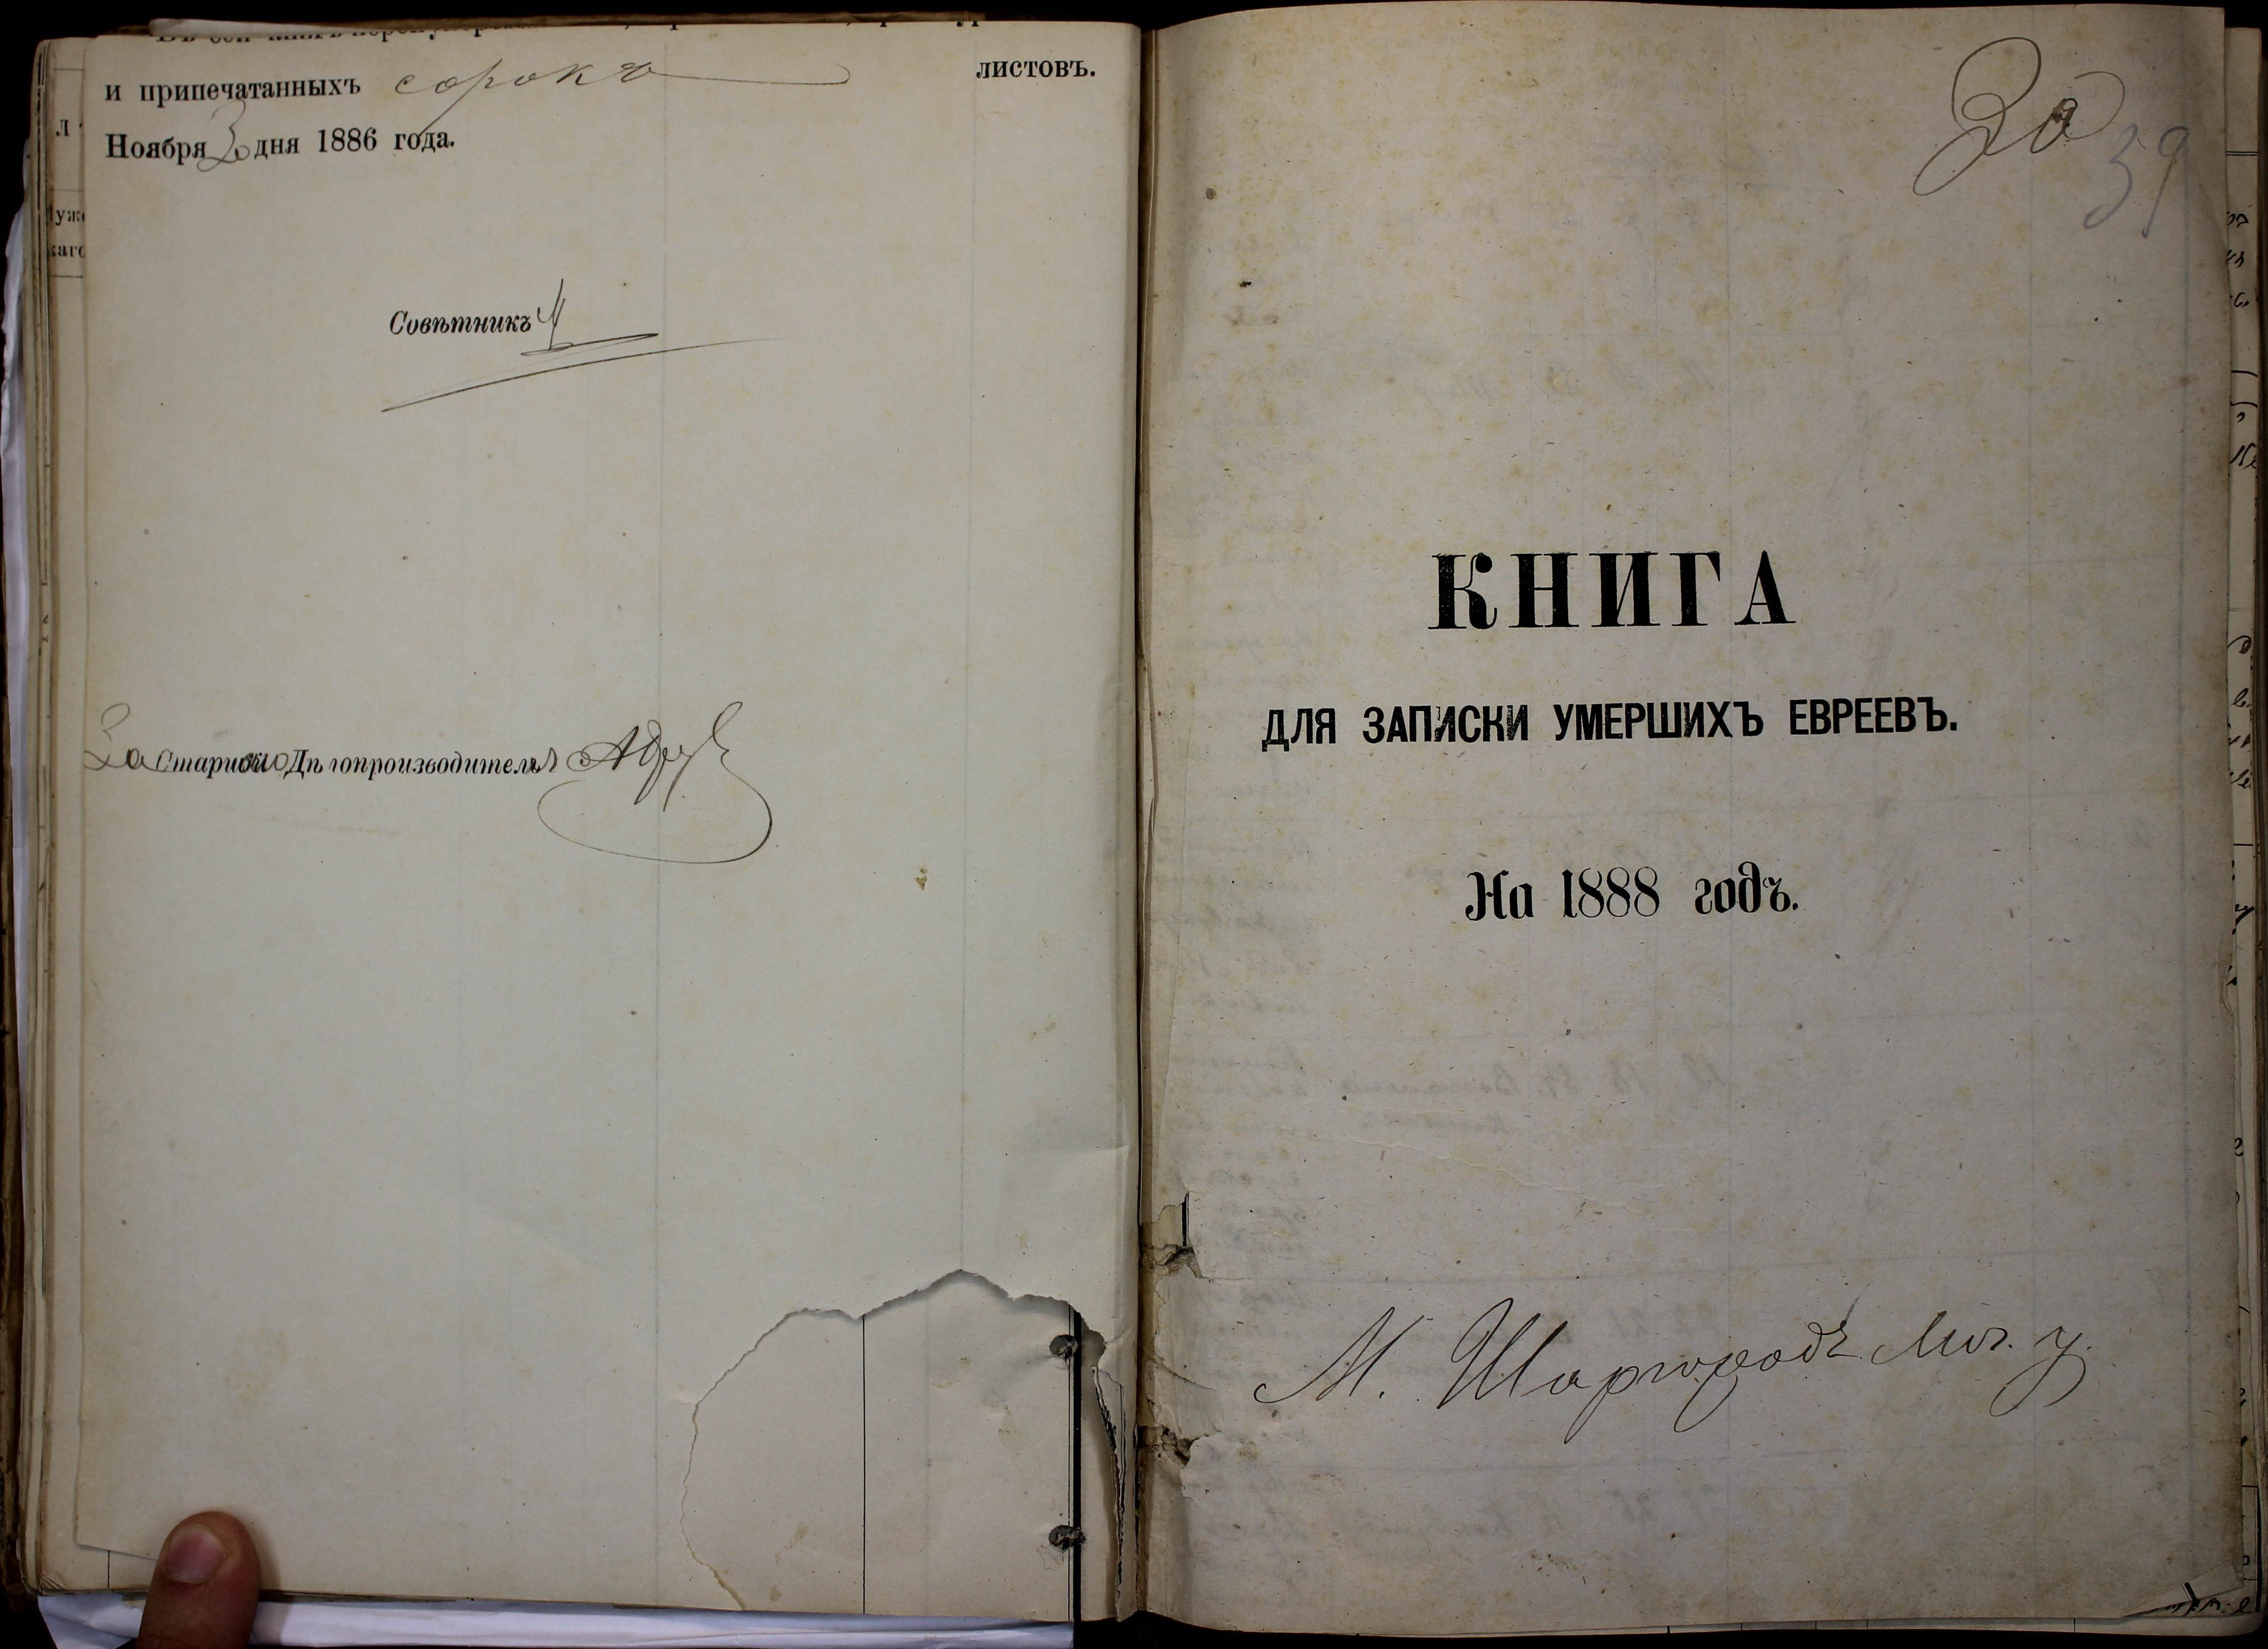 и припечатанныхъ сорокъ листовъ.
Ноября 3 дня 1886 года.
Совѣтникъ
За Старшаго Дѣлопроизводителя
39
КНИГА
ДЛЯ ЗАПИСКИ УМЕРШИХЪ ЕВРЕЕВЪ.
На 1888 годъ.
М. Шаргородъ Мог. у.